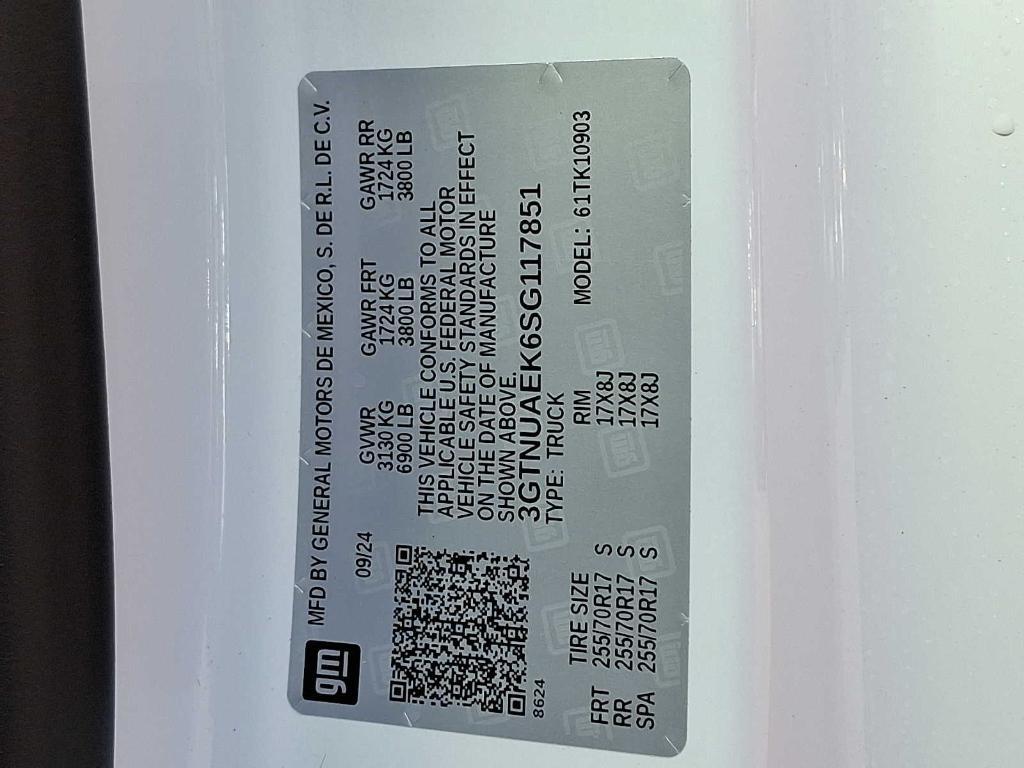 gm
MFD BY GENERAL MOTORS DE MEXICO, S. DE R.L. DE C.V.
09/24
GVWR GAWR FRT GAWR RR
3130 KG 1724 KG 1724 KG
6900 LB 3800 LB 3800 LB
THIS VEHICLE CONFORMS TO ALL
APPLICABLE U.S. FEDERAL MOTOR
VEHICLE SAFETY STANDARDS IN EFFECT
ON THE DATE OF MANUFACTURE
SHOWN ABOVE.
3GTNUAEK6SG117851
8624
TYPE: TRUCK
TIRE SIZE RIM MODEL: 61TK10903
FRT 255/70R17 S 17X8J
RR 255/70R17 S 17X8J
SPA 255/70R17 S 17X8J